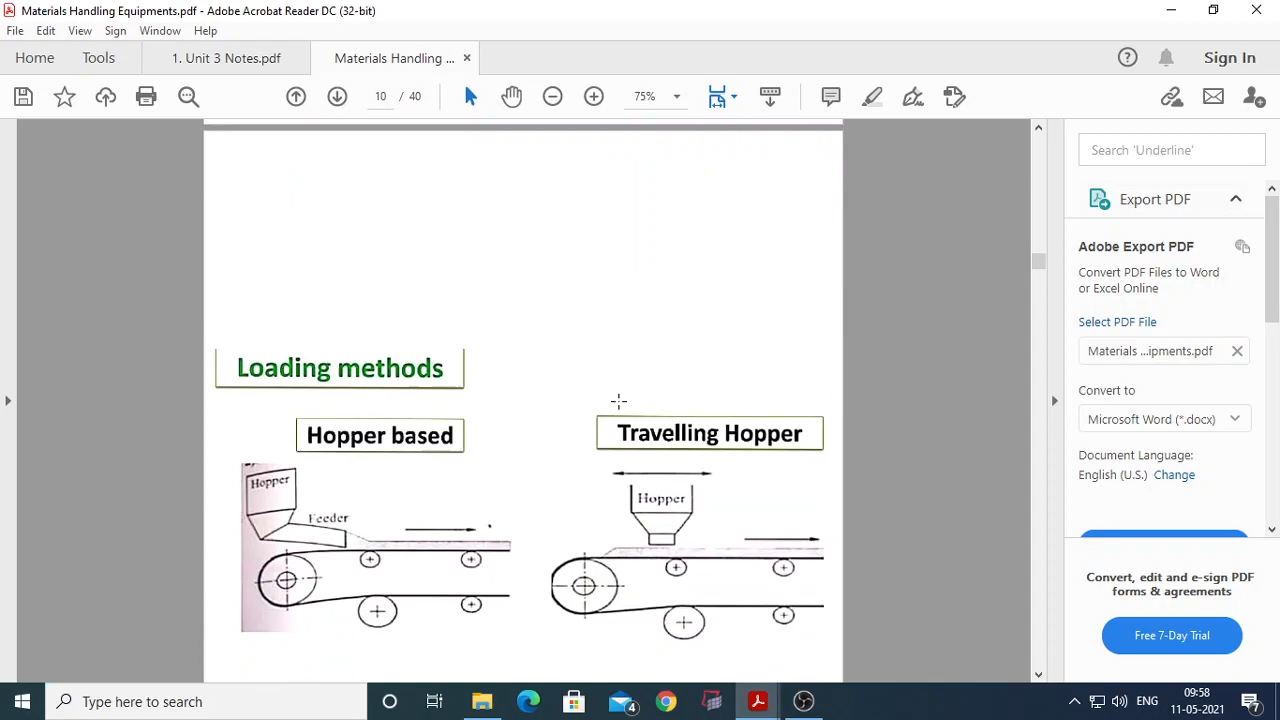 Materials Handling Equipments.pdf - Adobe Acrobat Reader DC (32-bit)
File Edit View Sign Window Help
Home Tools 1. Unit 3 Notes.pdf Materials Handling ... × Sign In
10 / 40 75%
Search 'Underline'
Export PDF
Adobe Export PDF
Convert PDF Files to Word
or Excel Online
Select PDF File
Materials ...ipments.pdf
Convert to
Microsoft Word (*.docx)
Document Language:
English (U.S.) Change
Convert, edit and e-sign PDF
forms & agreements
Free 7-Day Trial
Loading methods
Hopper based
Travelling Hopper
Hopper
Feeder
Hopper
Type here to search
4
ENG
09:58
11-05-2021
7